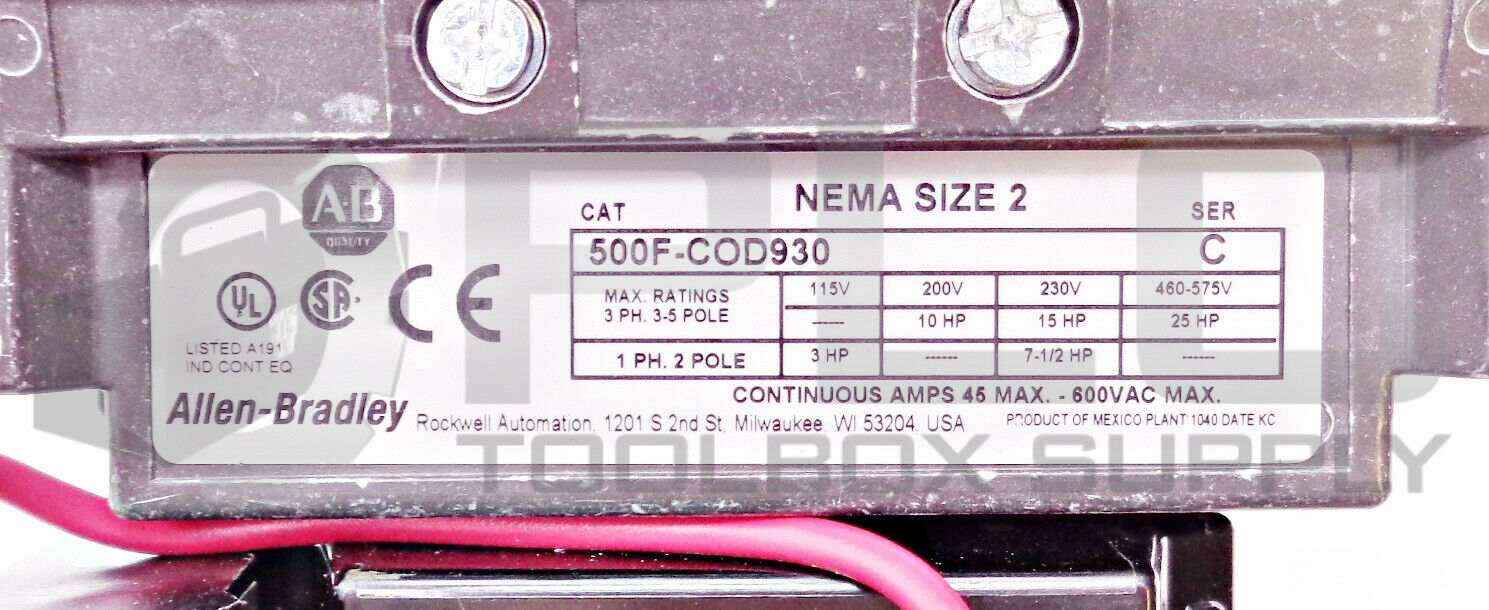 NEMA SIZE 2
CAT
SER
500F-COD930
C
MAX. RATINGS
3 PH. 3-5 POLE
115V
200V
230V
460-575V
-----
10 HP
15 HP
25 HP
1 PH. 2 POLE
3 HP
------
7-1/2 HP
------
CONTINUOUS AMPS 45 MAX. - 600VAC MAX.
A-B
QUALITY
UL
SA
CE
LISTED A191
IND CONT EQ
Allen-Bradley
Rockwell Automation. 1201 S 2nd St, Milwaukee WI 53204, USA
PRODUCT OF MEXICO PLANT 1040 DATE KC
PLC
TOOLBOX SUPPLY